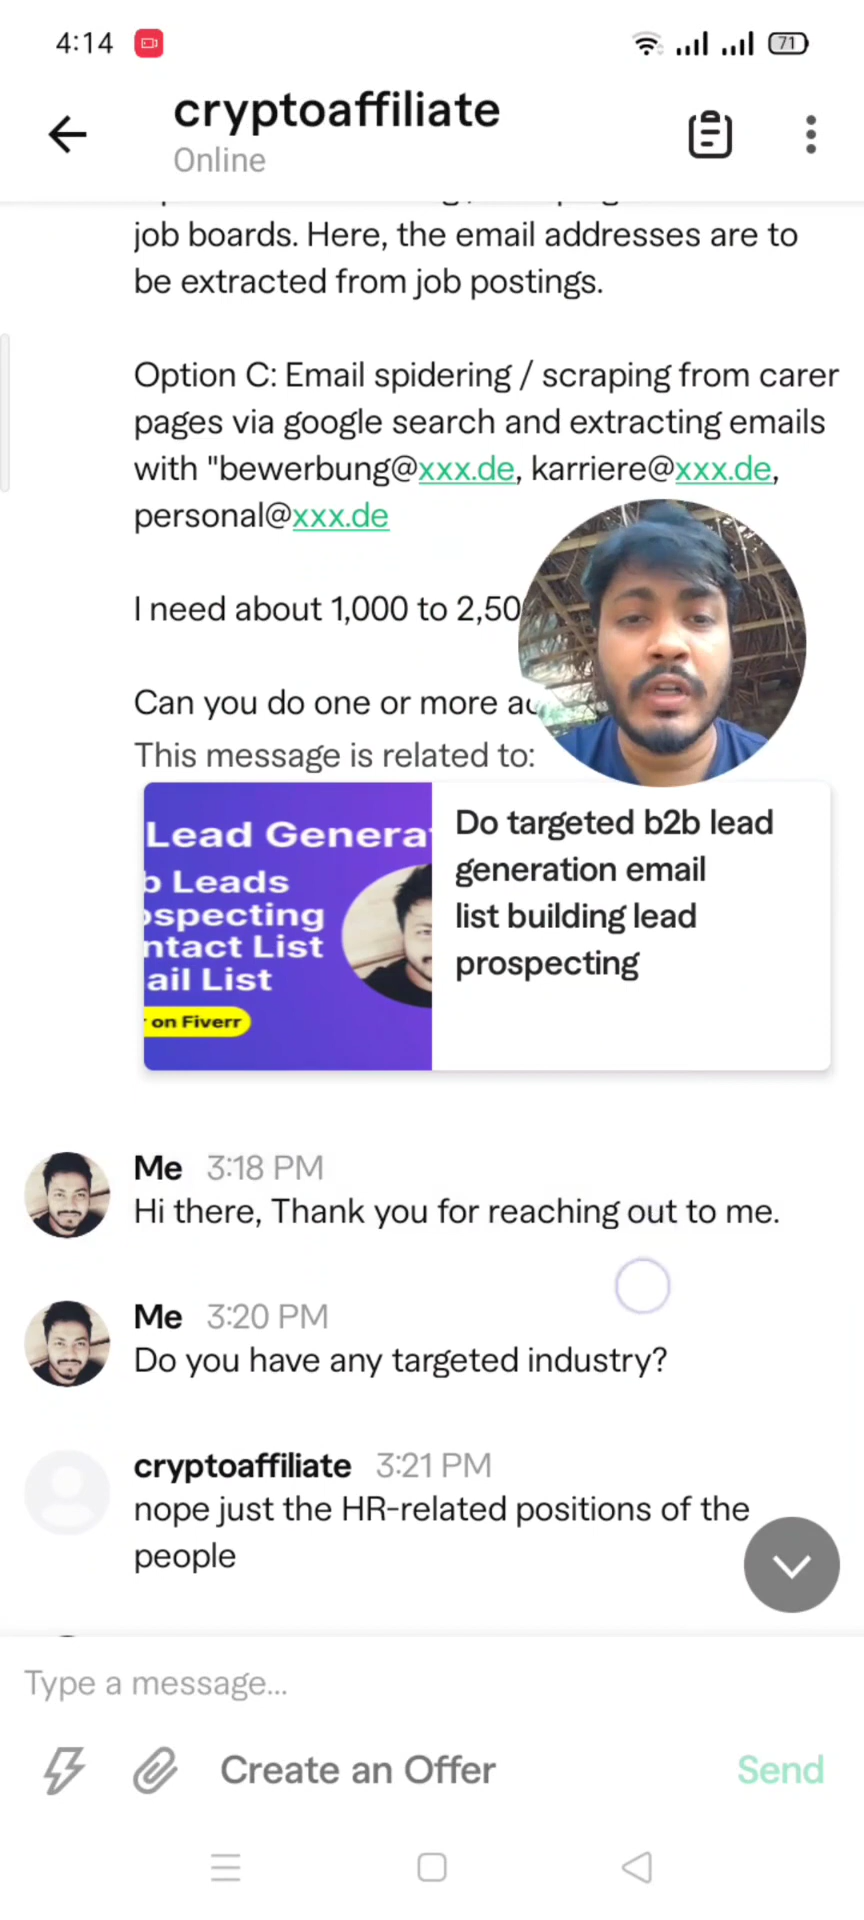 4:14
71
cryptoaffiliate
Online
job boards. Here, the email addresses are to
be extracted from job postings.
Option C: Email spidering / scraping from carer
pages via google search and extracting emails
with "bewerbung@xxx.de, karriere@xxx.de,
personal@xxx.de
I need about 1,000 to 2,50
Can you do one or more
This message is related to:
Lead Genera
b Leads
ospecting
ntact List
ail List
on Fiverr
Do targeted b2b lead
generation email
list building lead
prospecting
Me 3:18 PM
Hi there, Thank you for reaching out to me.
Me 3:20 PM
Do you have any targeted industry?
cryptoaffiliate 3:21 PM
nope just the HR-related positions of the
people
Type a message...
Create an Offer
Send